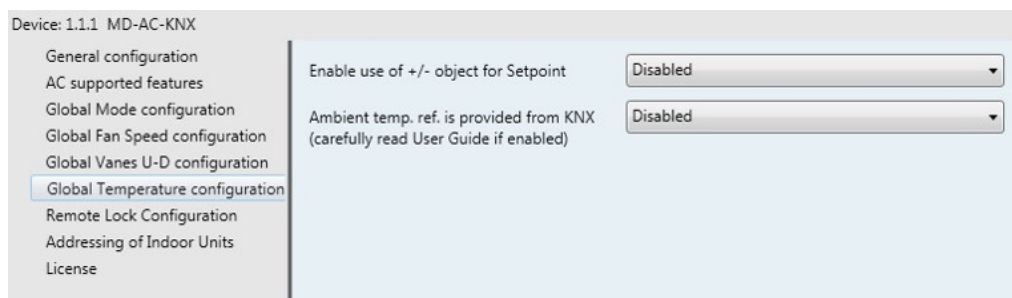 Device: 1.1.1 MD-AC-KNX
General configuration
AC supported features
Global Mode configuration
Global Fan Speed configuration
Global Vanes U-D configuration
Global Temperature configuration
Remote Lock Configuration
Addressing of Indoor Units
License
Enable use of +/- object for Setpoint
Disabled
Ambient temp. ref. is provided from KNX
(carefully read User Guide if enabled)
Disabled